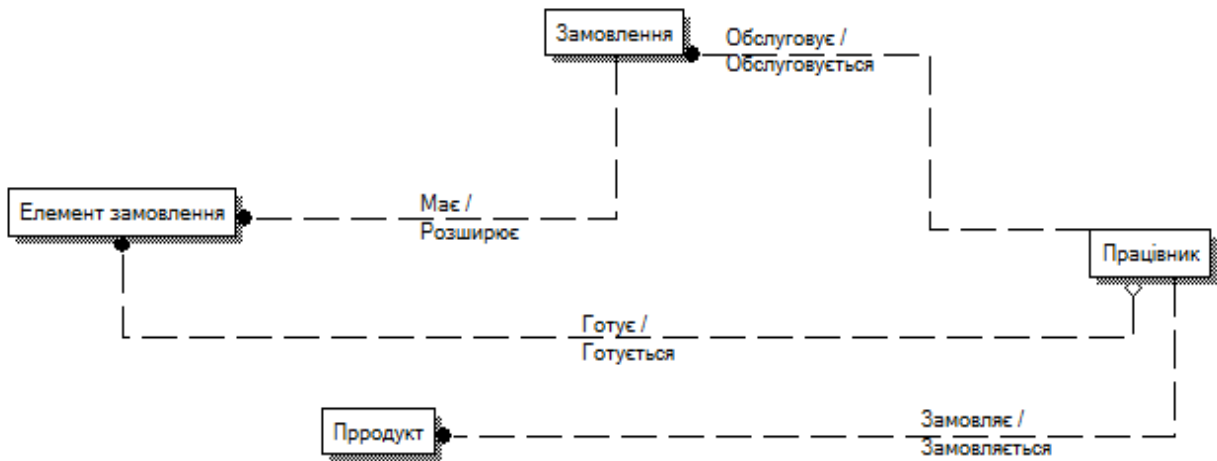 Замовлення
Обслуговує /
Обслуговується
Елемент замовлення
Має /
Розширює
Працівник
Готує /
Готується
Прродукт
Замовляє /
Замовляється